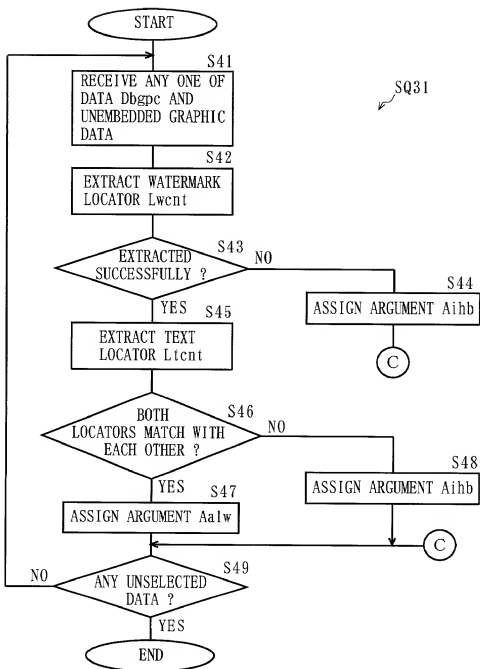 START
S41
RECEIVE ANY ONE OF
DATA Dbgpc AND
UNEMBEDDED GRAPHIC
DATA
SQ31
S42
EXTRACT WATERMARK
LOCATOR Lwcnt
S43
EXTRACTED
SUCCESSFULLY ?
NO
YES
S44
ASSIGN ARGUMENT Aihb
C
S45
EXTRACT TEXT
LOCATOR Ltcnt
S46
BOTH
LOCATORS MATCH WITH
EACH OTHER ?
NO
YES
S47
ASSIGN ARGUMENT Aalw
S48
ASSIGN ARGUMENT Aihb
C
S49
NO
ANY UNSELECTED
DATA ?
YES
END